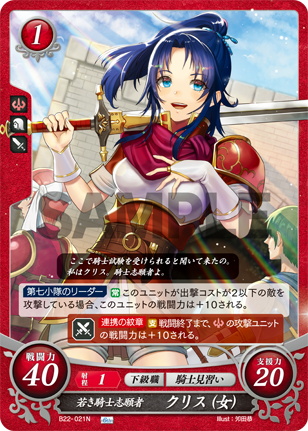 1
SAMPLE
ここで騎士試験を受けられると聞いて来たの。
私はクリス。騎士志願者よ。
第七小隊のリーダー 常 このユニットが出撃コストが2以下の敵を
攻撃している場合、このユニットの戦闘力は+10される。
連携の紋章 支 戦闘終了まで、の攻撃ユニット
の戦闘力は+10される。
戦闘力
40
射程 1 下級職 騎士見習い
支援力
20
若き騎士志願者 クリス(女)
B22-021N
Illust:卯田恭